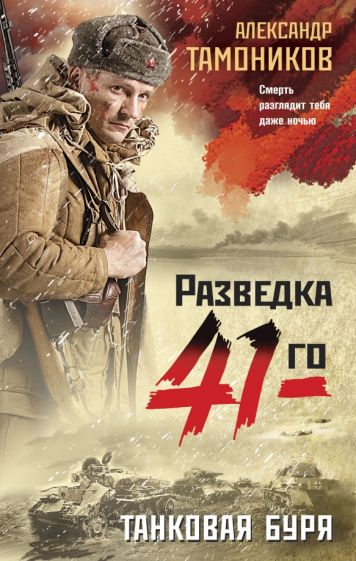 АЛЕКСАНДР
ТАМОНИКОВ
Смерть
разглядит тебя
даже ночью
РАЗВЕДКА
41-го
ТАНКОВАЯ БУРЯ